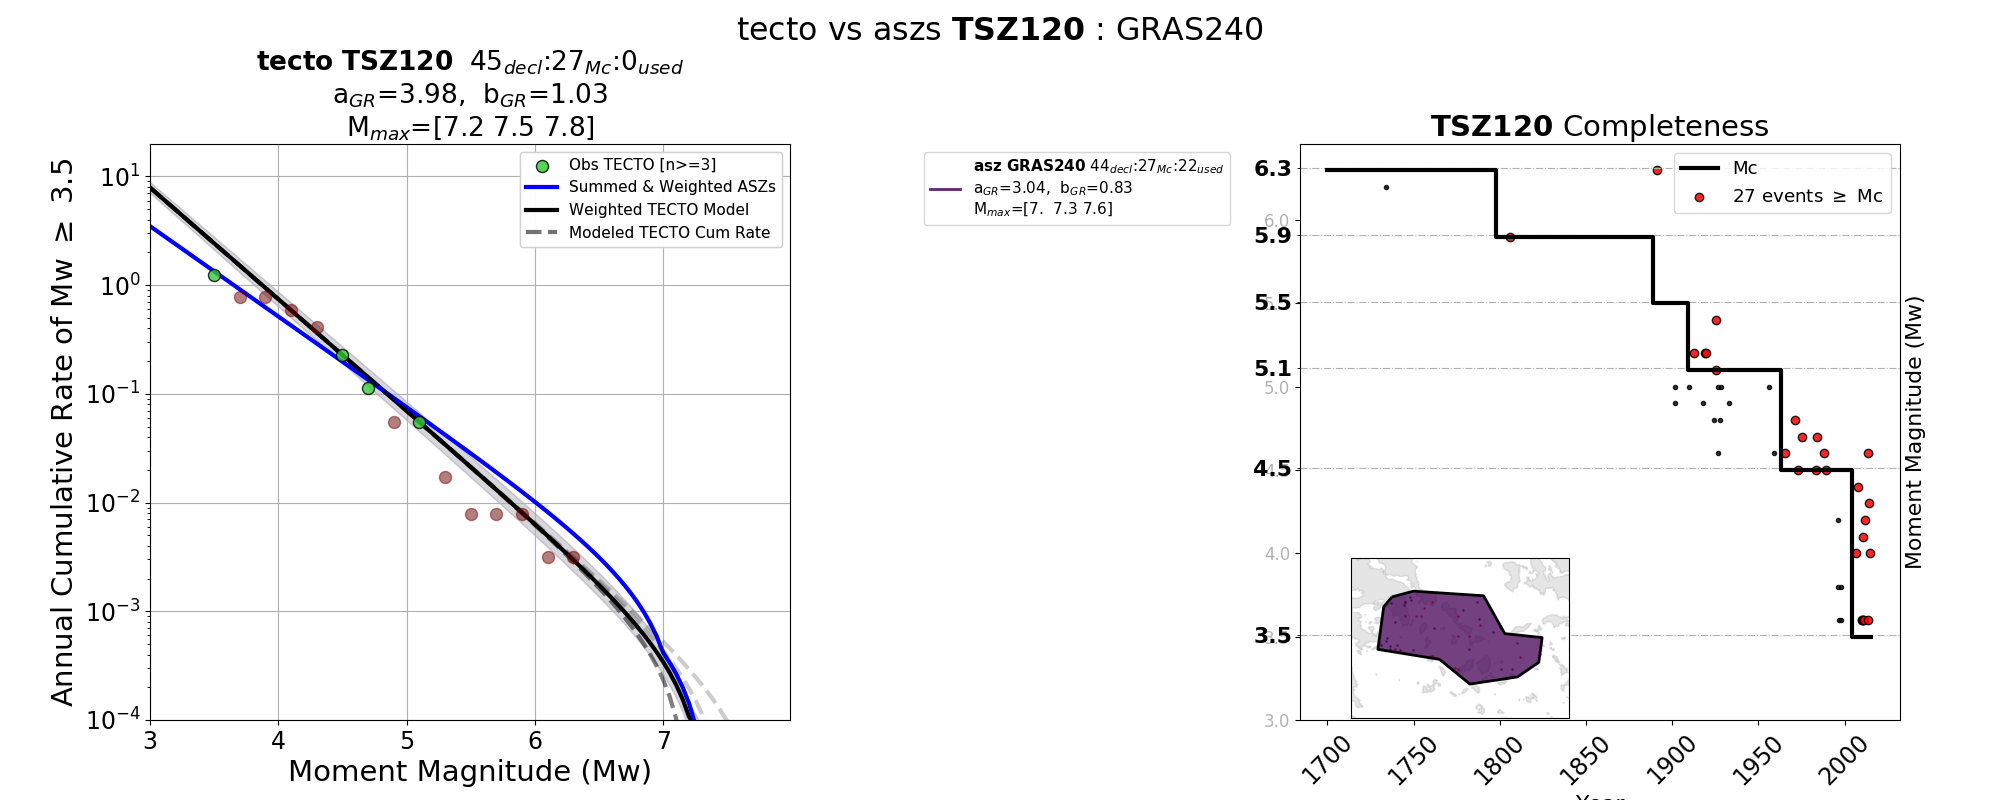 tecto vs aszs TSZ120 : GRAS240
tecto TSZ120 45decl:27Mc:0used
aGR=3.98, bGR=1.03
Mmax=[7.2 7.5 7.8]
Annual Cumulative Rate of Mw ≥ 3.5
10^1
10^0
10^-1
10^-2
10^-3
10^-4
3 4 5 6 7
Moment Magnitude (Mw)
Obs TECTO [n>=3]
Summed & Weighted ASZs
Weighted TECTO Model
Modeled TECTO Cum Rate
asz GRAS240 44decl:27Mc:22used
aGR=3.04, bGR=0.83
Mmax=[7. 7.3 7.6]
TSZ120 Completeness
Mc
27 events ≥ Mc
6.3
6.0
5.9
5.5
5.1
5.0
4.5
4.0
3.5
3.0
1700 1750 1800 1850 1900 1950 2000
Year
Moment Magnitude (Mw)